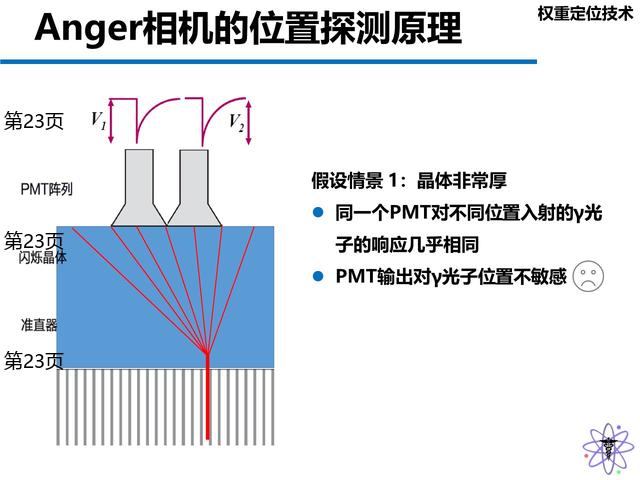 Anger相机的位置探测原理
权重定位技术
第23页
V1
V2
PMT阵列
第23页
闪烁晶体
准直器
第23页
假设情景 1：晶体非常厚
同一个PMT对不同位置入射的γ光
子的响应几乎相同
PMT输出对γ光子位置不敏感